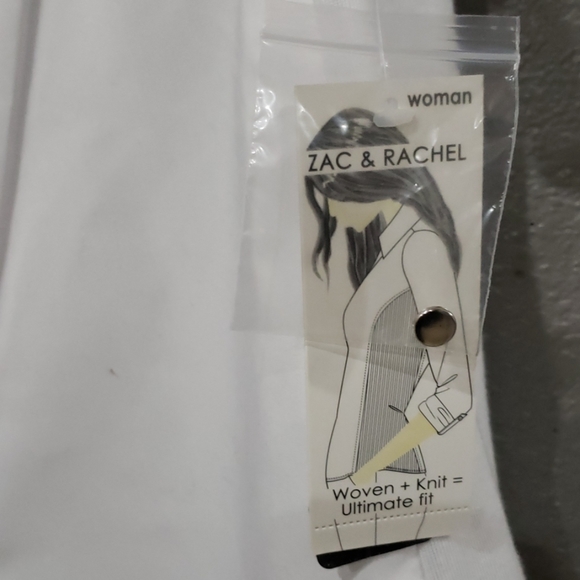 woman
ZAC & RACHEL
Woven + Knit =
Ultimate fit